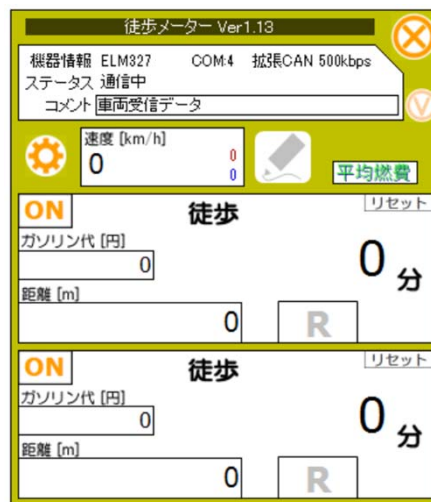 徒歩メーター Ver1.13
機器情報 ELM327 COM:4 拡張CAN 500kbps
ステータス 通信中
コメント 車両受信データ
V
速度 [km/h]
0
0
0
平均燃費
ON 徒歩 リセット
ガソリン代 [円]
0
0 分
距離 [m]
0
R
ON 徒歩 リセット
ガソリン代 [円]
0
0 分
距離 [m]
0
R